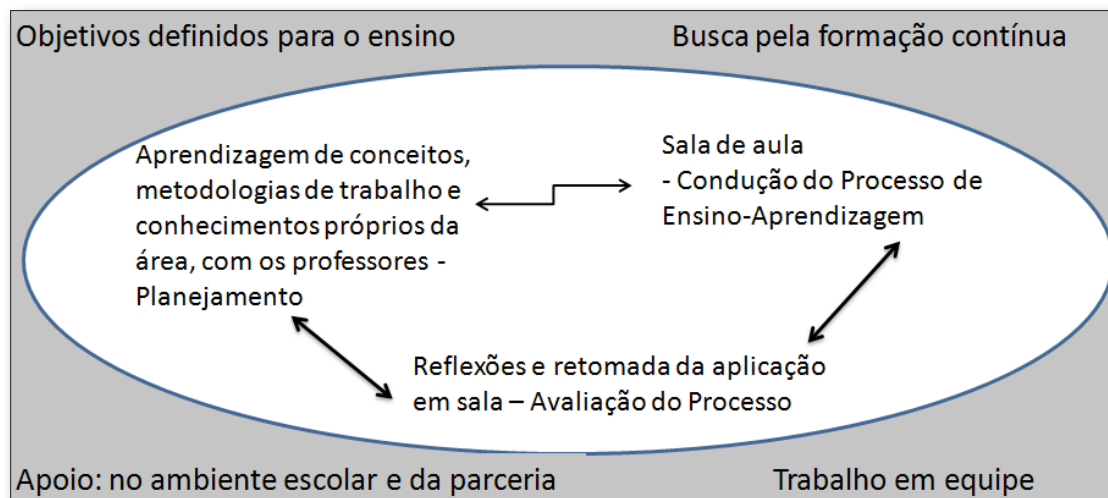 Objetivos definidos para o ensino
Busca pela formação contínua
Aprendizagem de conceitos,
metodologias de trabalho e
conhecimentos próprios da
área, com os professores -
Planejamento
Sala de aula
- Condução do Processo de
Ensino-Aprendizagem
Reflexões e retomada da aplicação
em sala – Avaliação do Processo
Apoio: no ambiente escolar e da parceria
Trabalho em equipe